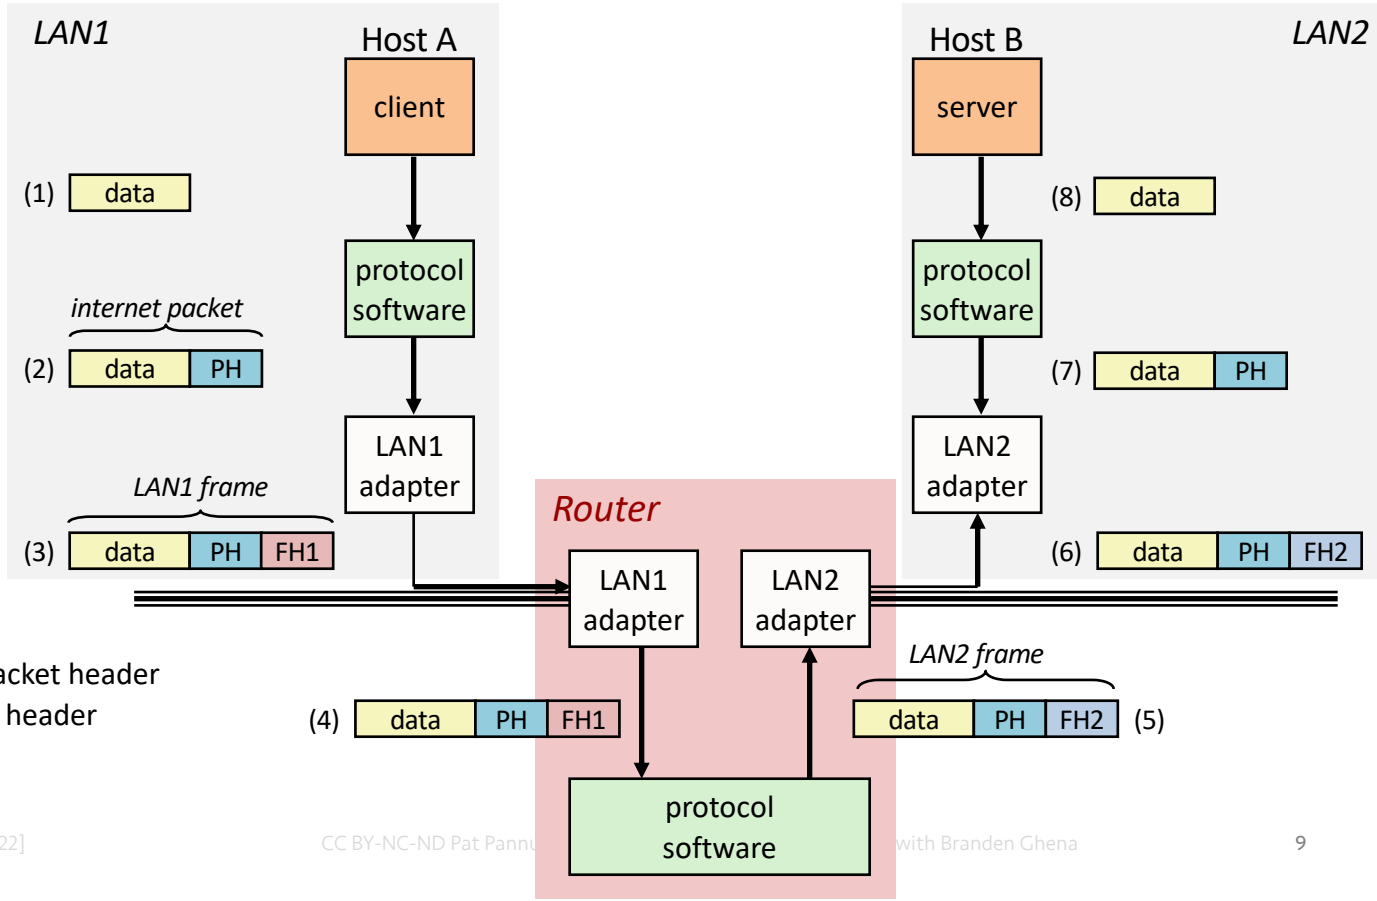 LAN1
Host A
Host B
LAN2
client
server
(1) data
(8) data
protocol
software
protocol
software
internet packet
(2) data PH
(7) data PH
LAN1
adapter
LAN2
adapter
LAN1 frame
Router
(3) data PH FH1
(6) data PH FH2
LAN1
adapter
LAN2
adapter
LAN2 frame
acket header
header
(4) data PH FH1
data PH FH2 (5)
protocol
software
22]
CC BY-NC-ND Pat Pannu
with Branden Ghena
9